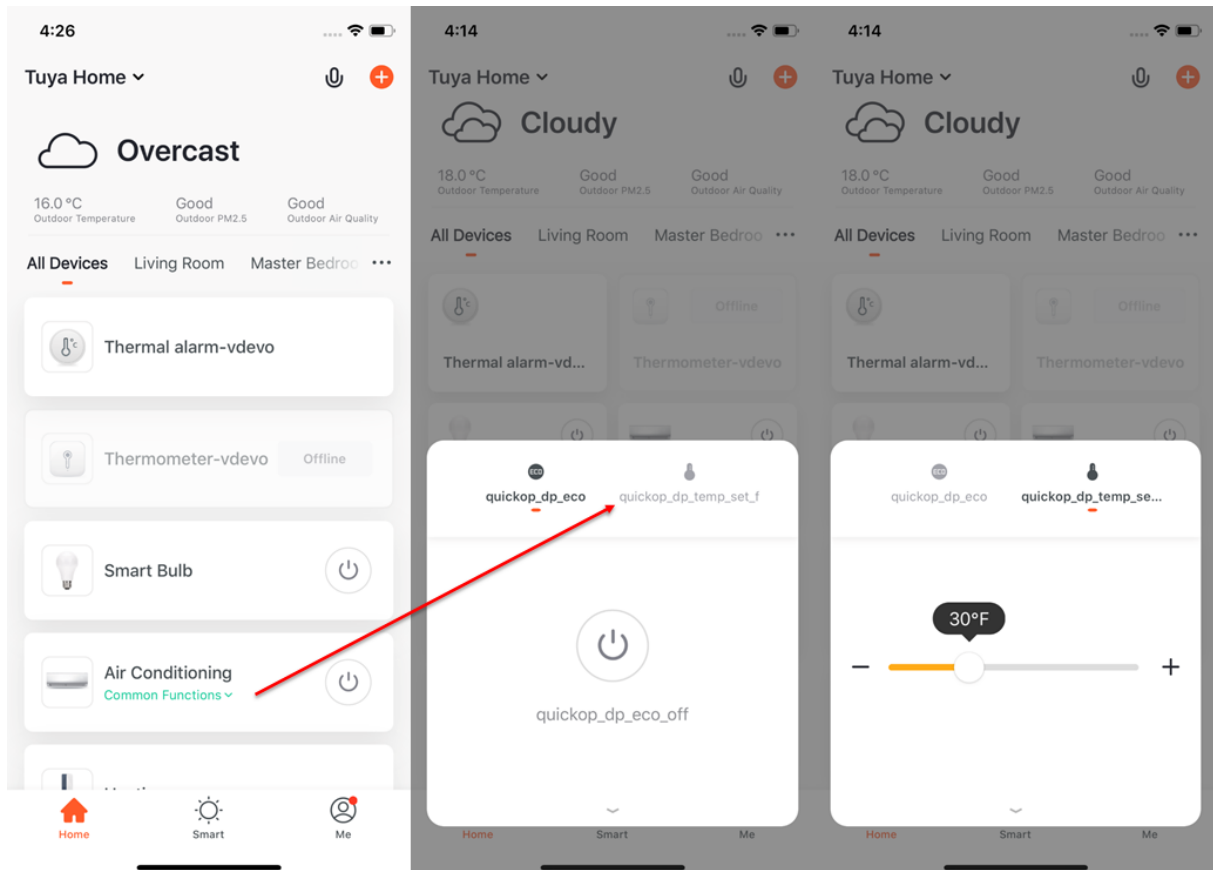 4:26
Tuya Home
Overcast
16.0 °C Good Good
Outdoor Temperature Outdoor PM2.5 Outdoor Air Quality
All Devices Living Room Master Bedroo
Thermal alarm-vdevo
Thermometer-vdevo Offline
Smart Bulb
Air Conditioning
Common Functions
Home Smart Me
4:14
Tuya Home
Cloudy
18.0 °C Good Good
Outdoor Temperature Outdoor PM2.5 Outdoor Air Quality
All Devices Living Room Master Bedroo
Offline
Thermal alarm-vd... Thermometer-vdevo
ECO
quickop_dp_eco quickop_dp_temp_set_f
quickop_dp_eco_off
Home Smart Me
4:14
Tuya Home
Cloudy
18.0 °C Good Good
Outdoor Temperature Outdoor PM2.5 Outdoor Air Quality
All Devices Living Room Master Bedroo
Offline
Thermal alarm-vd... Thermometer-vdevo
ECO
quickop_dp_eco quickop_dp_temp_se...
30°F
Home Smart Me